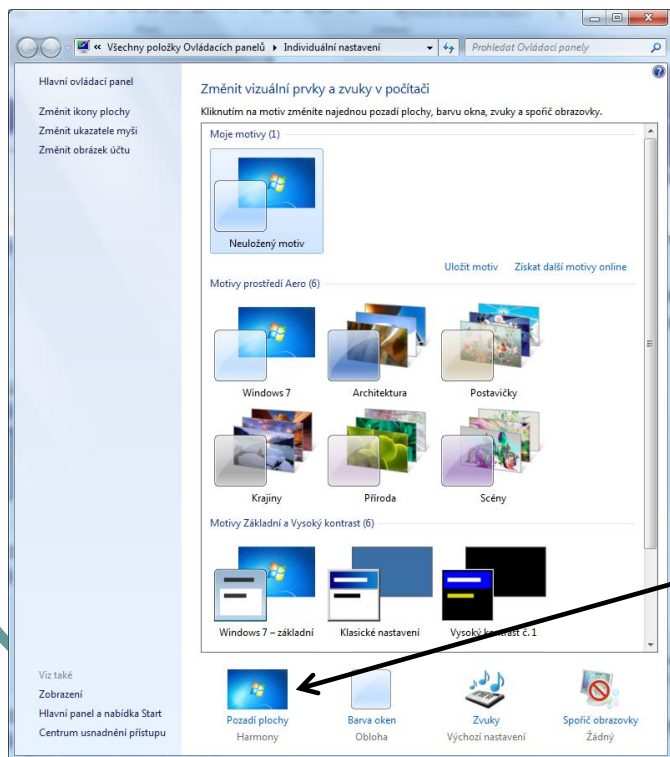 « Všechny položky Ovládacích panelů ▸ Individuální nastavení
Prohledat Ovládací panely
Hlavní ovládací panel
Změnit ikony plochy
Změnit ukazatele myši
Změnit obrázek účtu
Změnit vizuální prvky a zvuky v počítači
Kliknutím na motiv změníte najednou pozadí plochy, barvu okna, zvuky a spořič obrazovky.
Moje motivy (1)
Neuložený motiv
Uložit motiv Získat další motivy online
Motivy prostředí Aero (6)
Windows 7 Architektura Postavičky
Krajiny Příroda Scény
Motivy Základní a Vysoký kontrast (6)
Windows 7 – základní Klasické nastavení Vysoký kontrast č. 1
Viz také
Zobrazení
Hlavní panel a nabídka Start
Centrum usnadnění přístupu
Pozadí plochy Barva oken Zvuky Spořič obrazovky
Harmony Obloha Výchozí nastavení Žádný